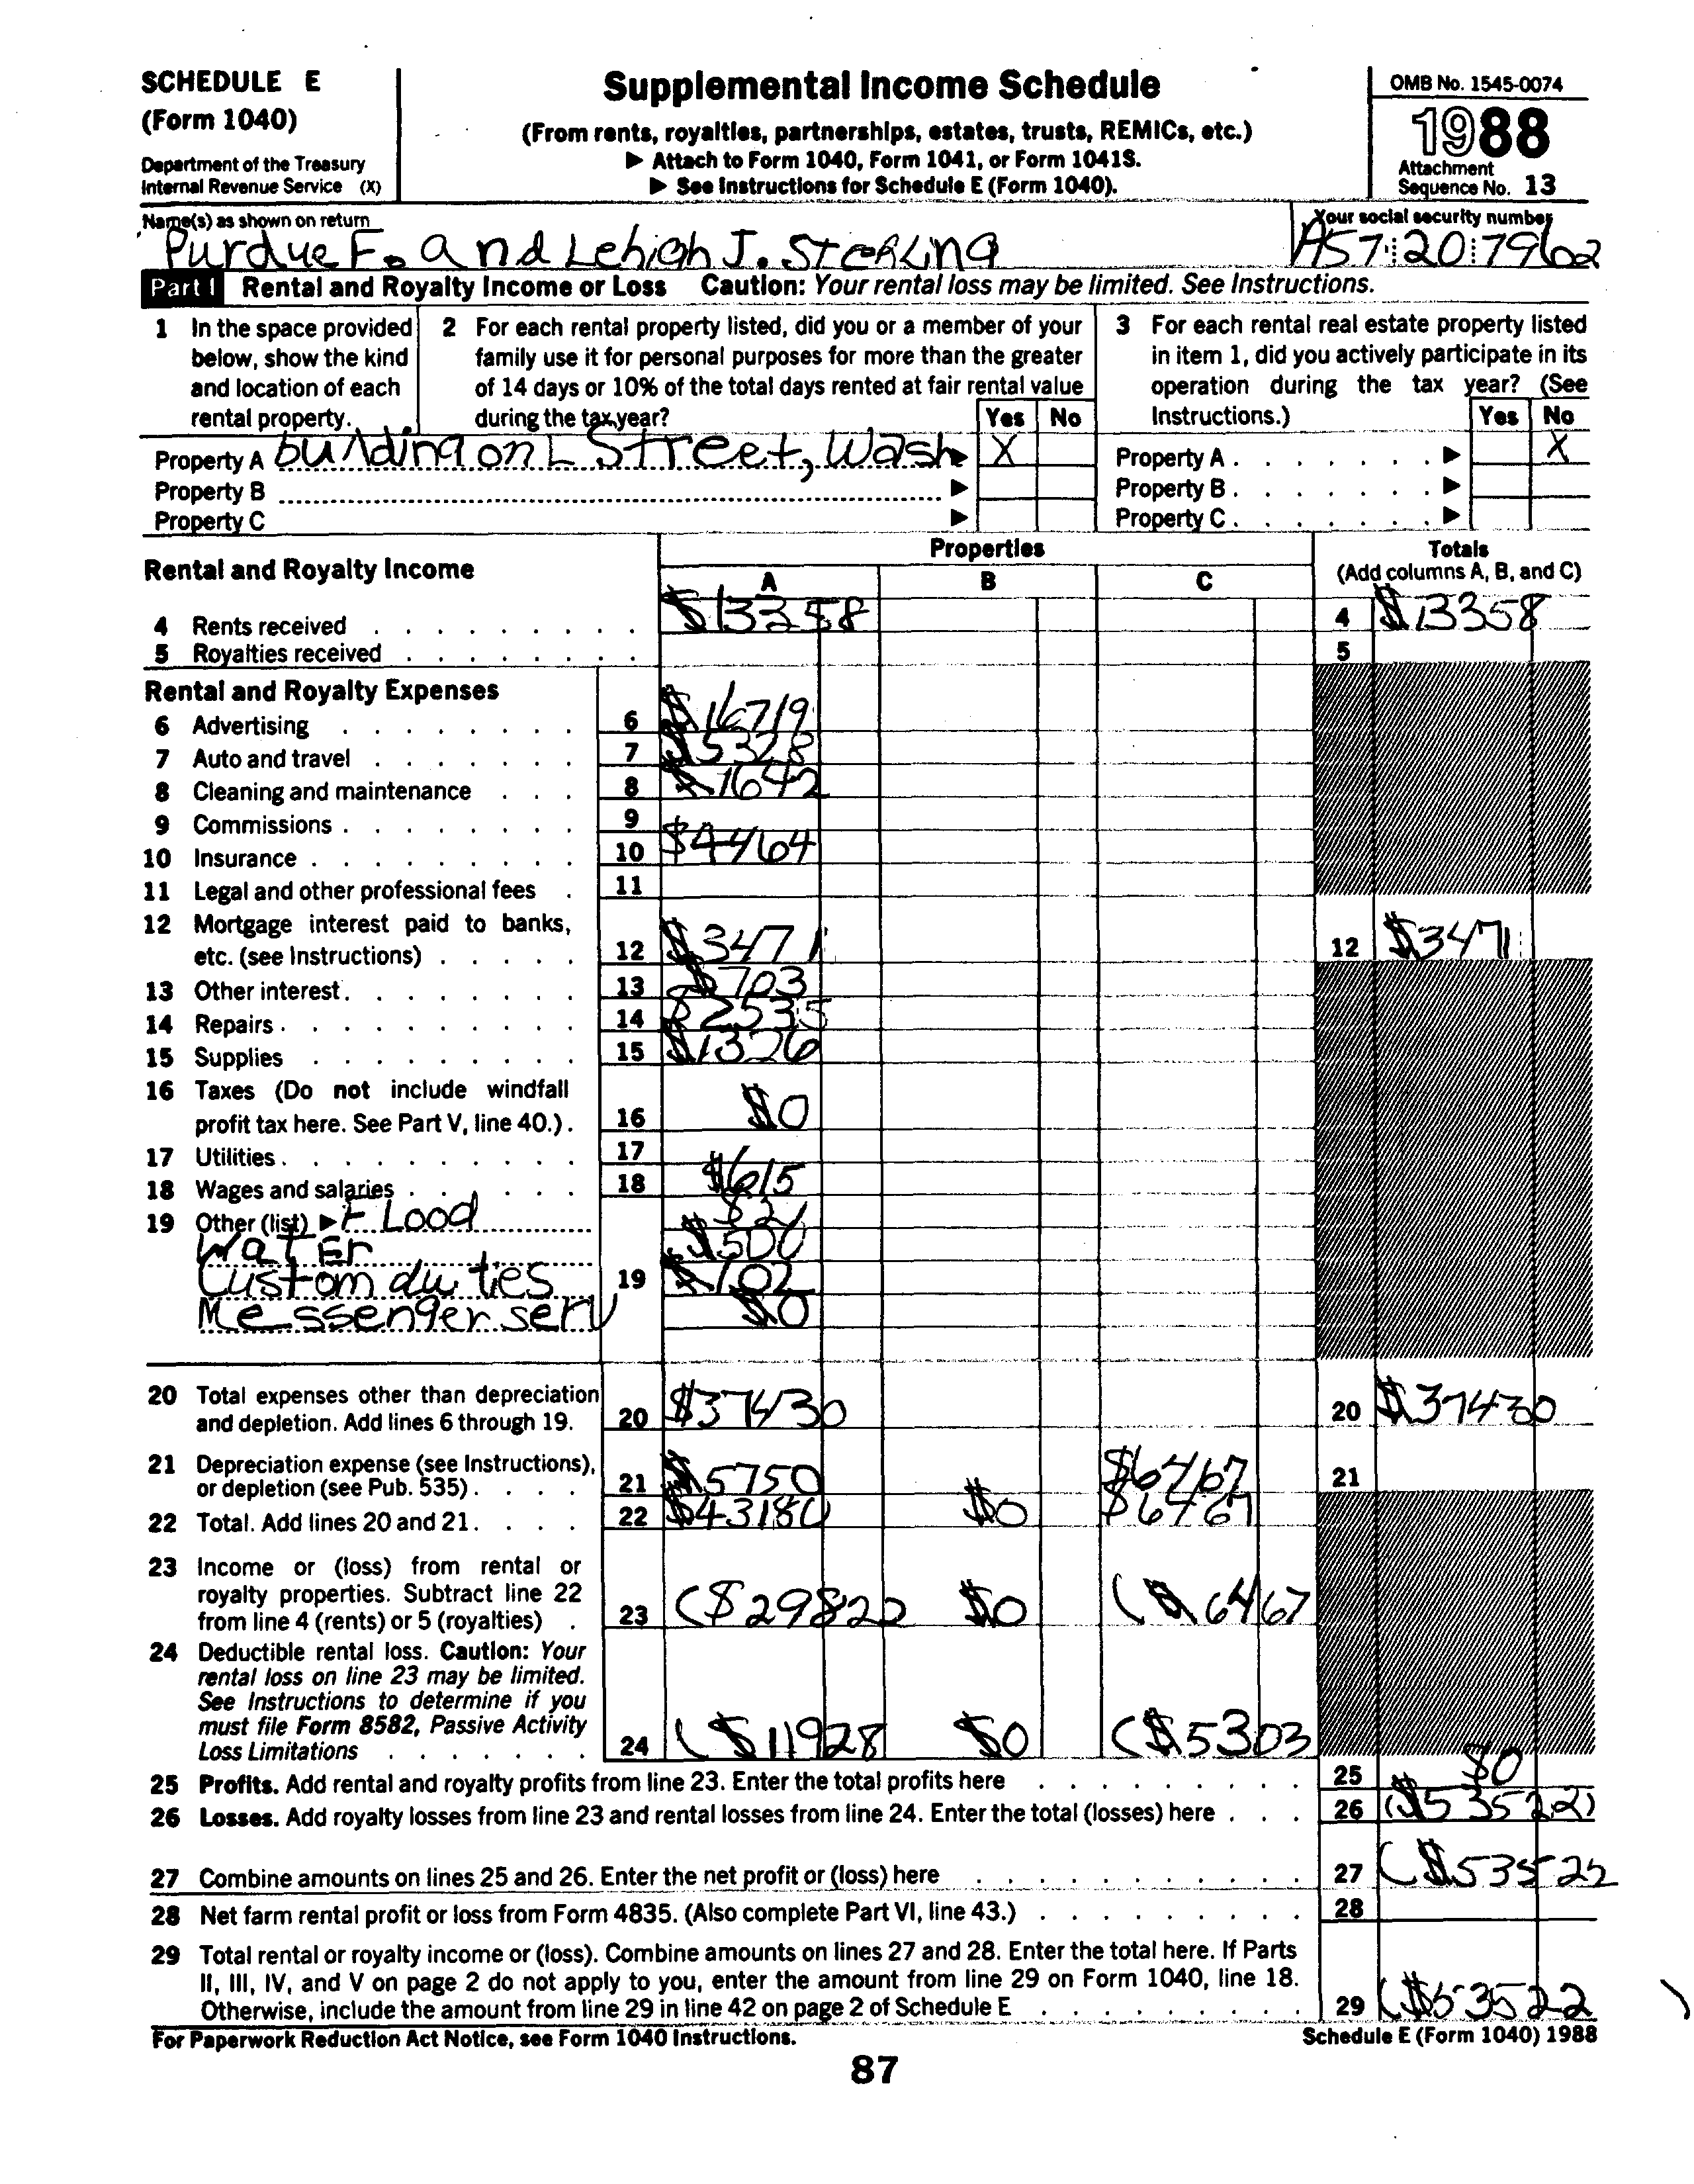 SCHEDULE E
(Form 1040)
Department of the Treasury
Internal Revenue Service (X)
Supplemental Income Schedule
(From rents, royalties, partnerships, estates, trusts, REMICs, etc.)
▶ Attach to Form 1040, Form 1041, or Form 1041S.
▶ See Instructions for Schedule E (Form 1040).
OMB No. 1545-0074
1988
Attachment
Sequence No. 13
Name(s) as shown on return
Purdue F. and Lehigh J. Sterling
Your social security number
A57 20 7962
Part I Rental and Royalty Income or Loss Caution: Your rental loss may be limited. See Instructions.
1 In the space provided
below, show the kind
and location of each
rental property.
2 For each rental property listed, did you or a member of your
family use it for personal purposes for more than the greater
of 14 days or 10% of the total days rented at fair rental value
during the tax year? Yes No
3 For each rental real estate property listed
in item 1, did you actively participate in its
operation during the tax year? (See
Instructions.) Yes No
Property A building on L Street, Wash ▶ X
Property B ▶
Property C ▶
Property A ▶ X
Property B ▶
Property C ▶
Rental and Royalty Income
Properties
A B C
Totals
(Add columns A, B, and C)
4 Rents received $13358 4 $13358
5 Royalties received 5
Rental and Royalty Expenses
6 Advertising 6 $16719
7 Auto and travel 7 $5328
8 Cleaning and maintenance 8 $1642
9 Commissions 9
10 Insurance 10 $4464
11 Legal and other professional fees 11
12 Mortgage interest paid to banks,
etc. (see Instructions) 12 $3471 12 $3471
13 Other interest 13 $703
14 Repairs 14 $2535
15 Supplies 15 $1326
16 Taxes (Do not include windfall
profit tax here. See Part V, line 40.) 16 $0
17 Utilities 17
18 Wages and salaries 18 $615
19 Other (list) ▶ Flood $21
Water $500
Custom duties 19 $102
Messenger serv $0
20 Total expenses other than depreciation
and depletion. Add lines 6 through 19. 20 $37430 20 $37430
21 Depreciation expense (see Instructions),
or depletion (see Pub. 535) 21 $5750 $6467 21
22 Total. Add lines 20 and 21 22 $43180 $0 $6467
23 Income or (loss) from rental or
royalty properties. Subtract line 22
from line 4 (rents) or 5 (royalties) 23 ($29822 $0 ($6467
24 Deductible rental loss. Caution: Your
rental loss on line 23 may be limited.
See Instructions to determine if you
must file Form 8582, Passive Activity
Loss Limitations 24 ($11928 $0 ($5303
25 Profits. Add rental and royalty profits from line 23. Enter the total profits here 25 $0
26 Losses. Add royalty losses from line 23 and rental losses from line 24. Enter the total (losses) here 26 ($53522)
27 Combine amounts on lines 25 and 26. Enter the net profit or (loss) here 27 ($53522
28 Net farm rental profit or loss from Form 4835. (Also complete Part VI, line 43.) 28
29 Total rental or royalty income or (loss). Combine amounts on lines 27 and 28. Enter the total here. If Parts
II, III, IV, and V on page 2 do not apply to you, enter the amount from line 29 on Form 1040, line 18.
Otherwise, include the amount from line 29 in line 42 on page 2 of Schedule E 29 ($53522 )
For Paperwork Reduction Act Notice, see Form 1040 Instructions.
Schedule E (Form 1040) 1988
87